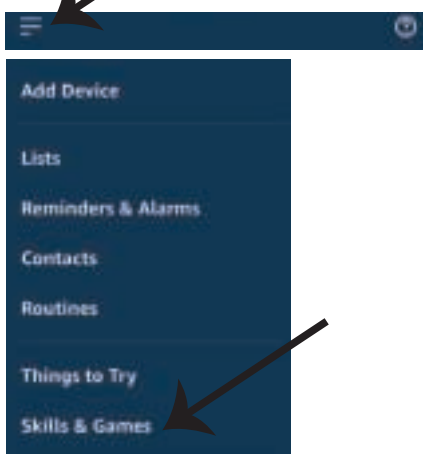 Add Device
Lists
Reminders & Alarms
Contacts
Routines
Things to Try
Skills & Games